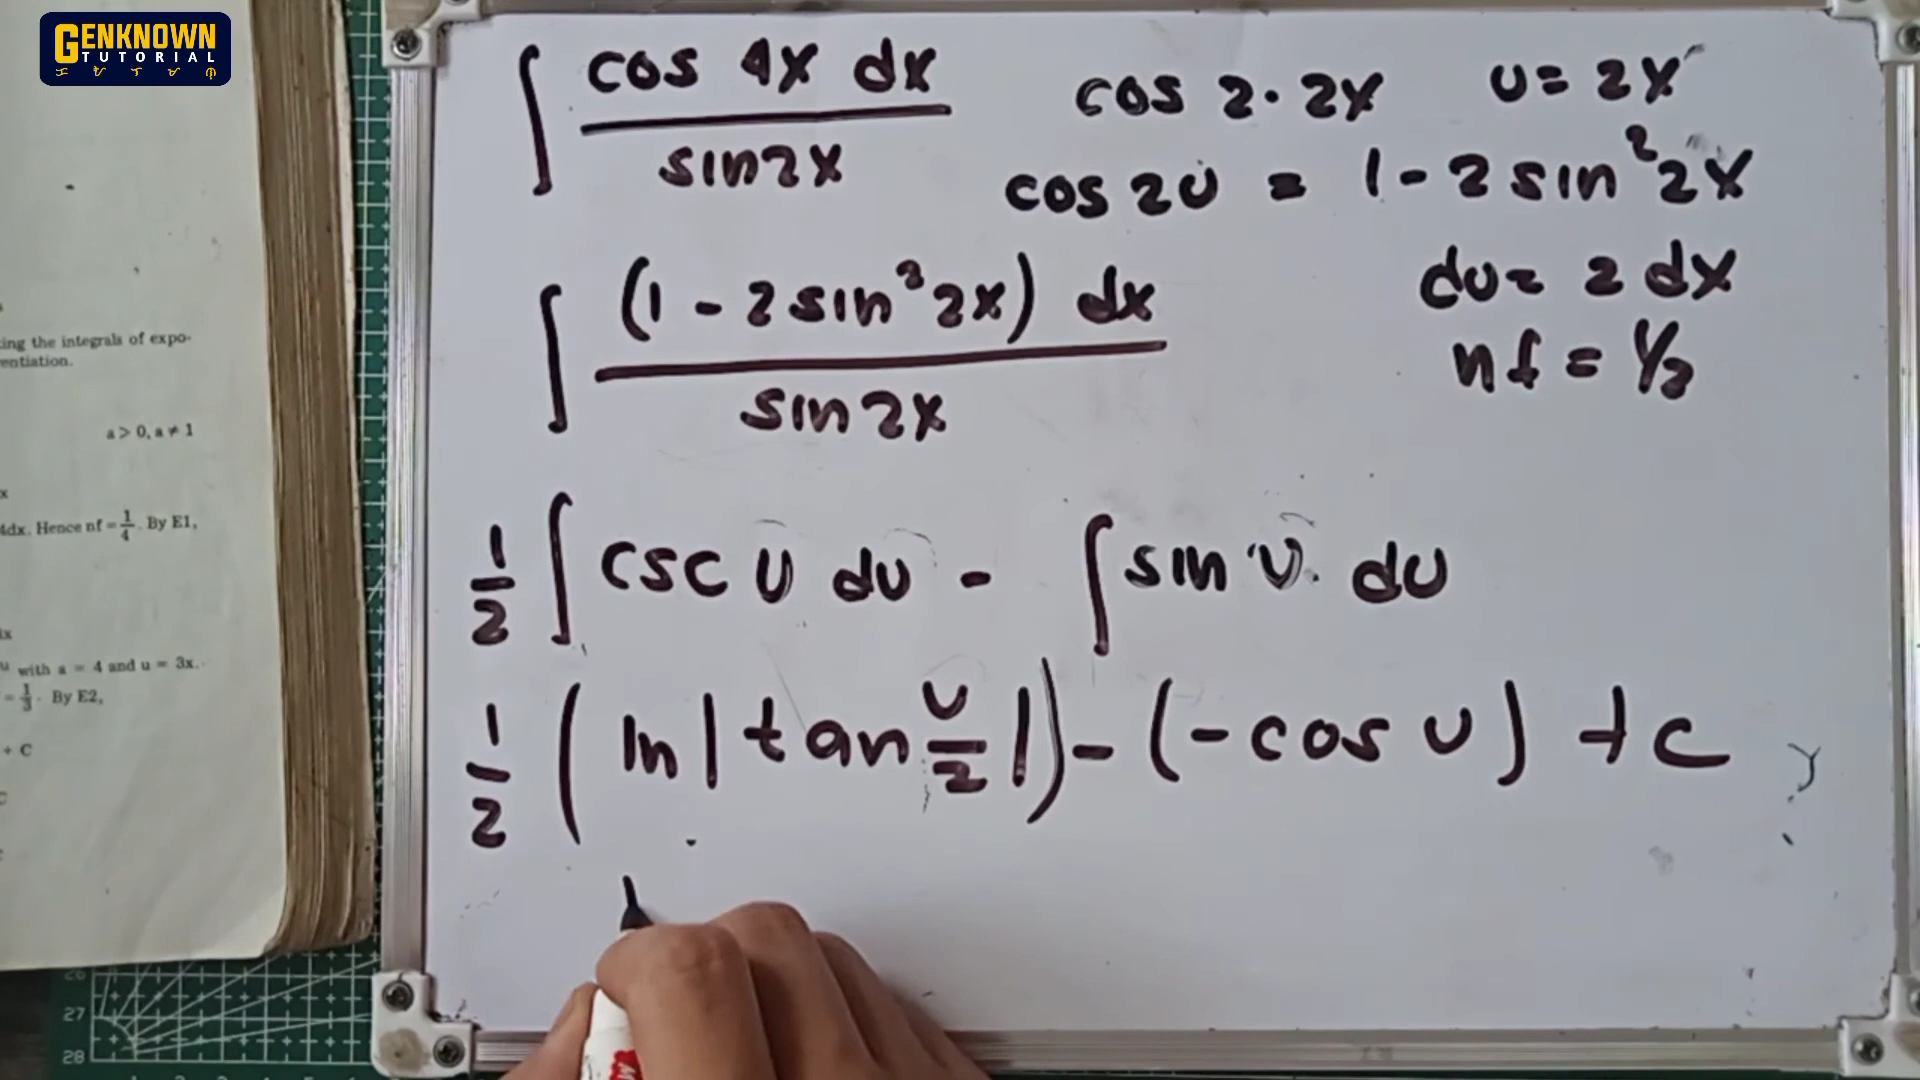 GENKNOWN
TUTORIAL
∫ cos 4x dx / sin2x
cos 2·2x
u= 2x
cos 2u = 1-2 sin²2x
∫ (1-2sin²2x) dx / sin2x
du= 2 dx
nf = 1/2
1/2 ∫ csc u du - ∫ sin u du
1/2 ( ln | tan u/2 | ) - (-cos u) + c
ing the integrals of expo-
entiation.
a > 0, a ≠ 1
x
4dx. Hence nf = 1/4. By E1,
u with a = 4 and u = 3x.
= 1/3. By E2,
+ C
27
28